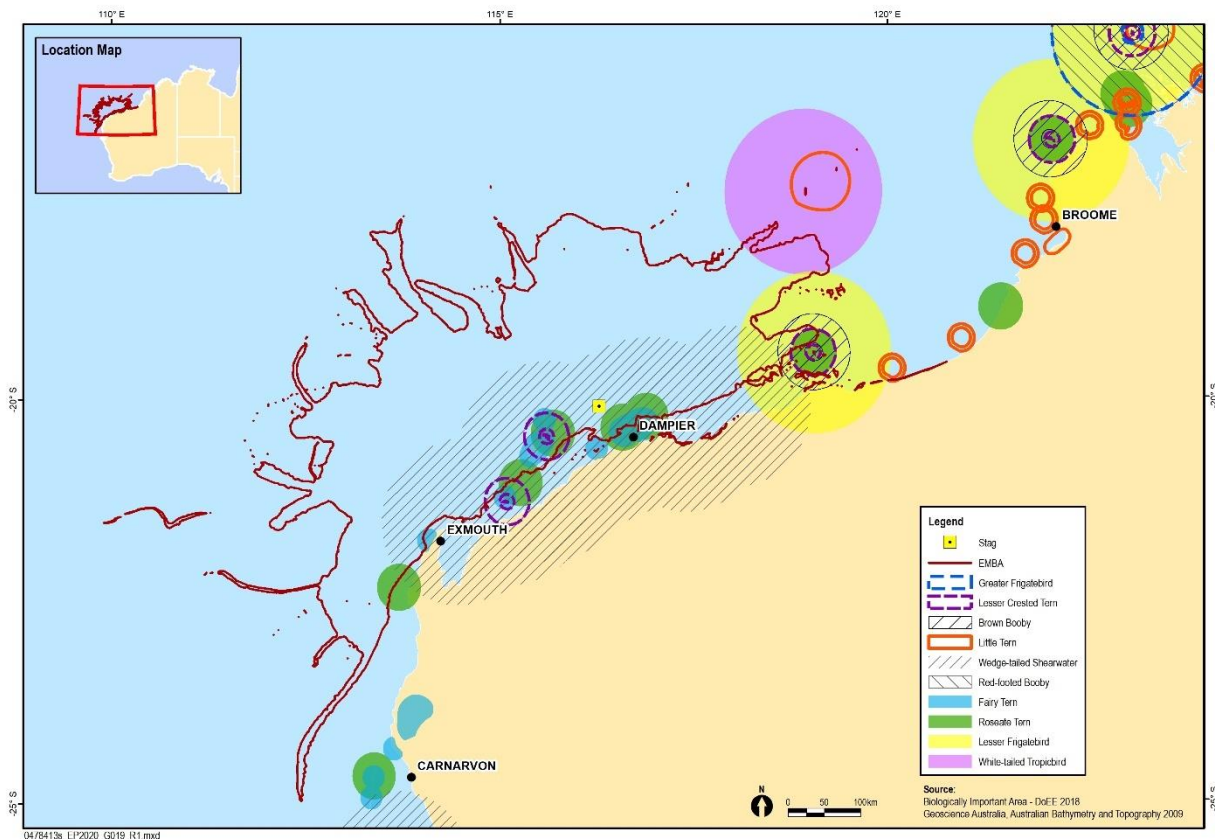 110° E
115° E
120° E
Location Map
BROOME
-20° S
-20° S
DAMPIER
EXMOUTH
Legend
Stag
EMBA
Greater Frigatebird
Lesser Crested Tern
Brown Booby
Little Tern
Wedge-tailed Shearwater
Red-footed Booby
Fairy Tern
Roseate Tern
Lesser Frigatebird
White-tailed Tropicbird
CARNARVON
-25° S
-25° S
N
0 50 100km
Source:
Biologically Important Area - DoEE 2018
Geoscience Australia, Australian Bathymetry and Topography 2009
0478413s_EP2020_G019_R1.mxd